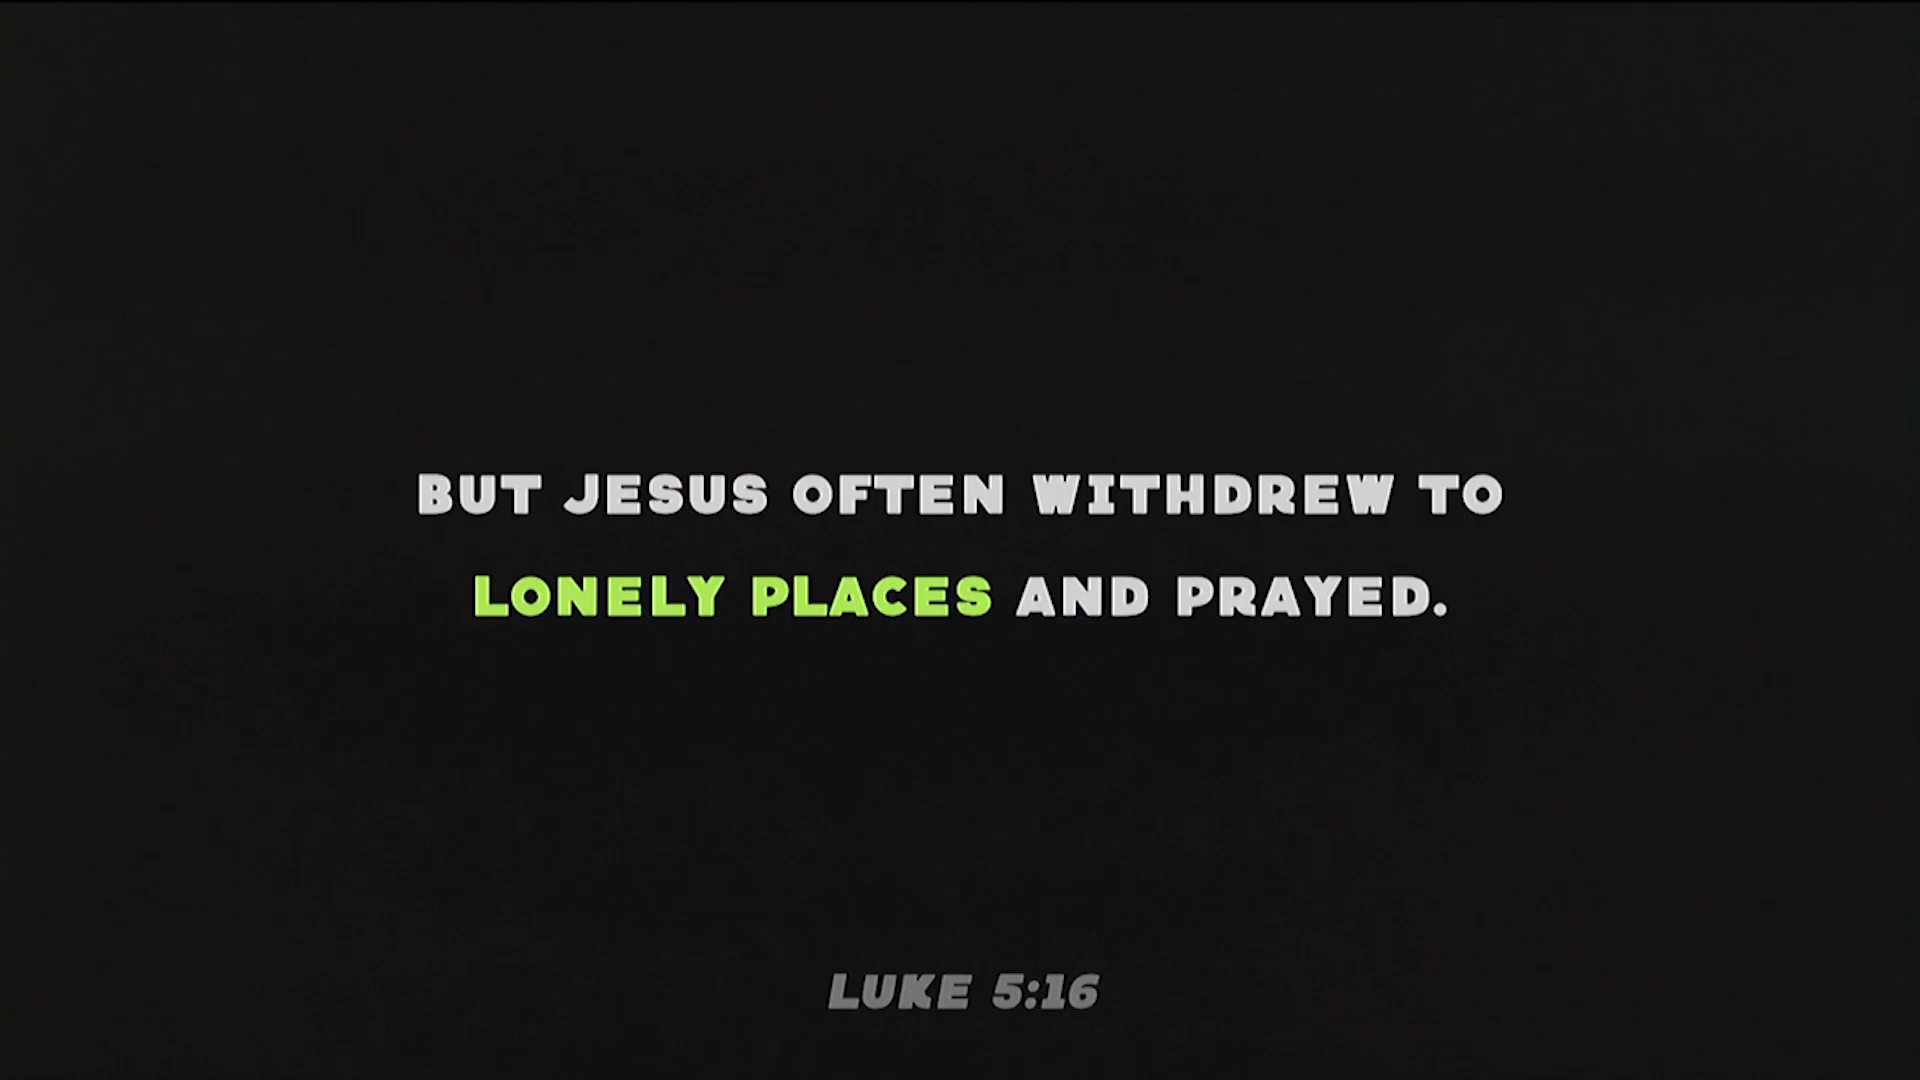 BUT JESUS OFTEN WITHDREW TO
LONELY PLACES AND PRAYED.
LUKE 5:16